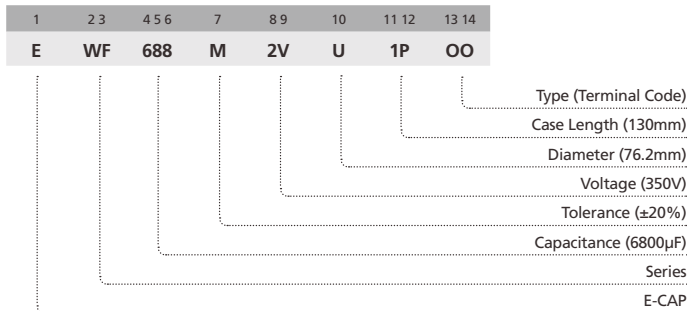 1 2 3 4 5 6 7 8 9 10 11 12 13 14
E WF 688 M 2V U 1P OO
Type (Terminal Code)
Case Length (130mm)
Diameter (76.2mm)
Voltage (350V)
Tolerance (±20%)
Capacitance (6800μF)
Series
E-CAP